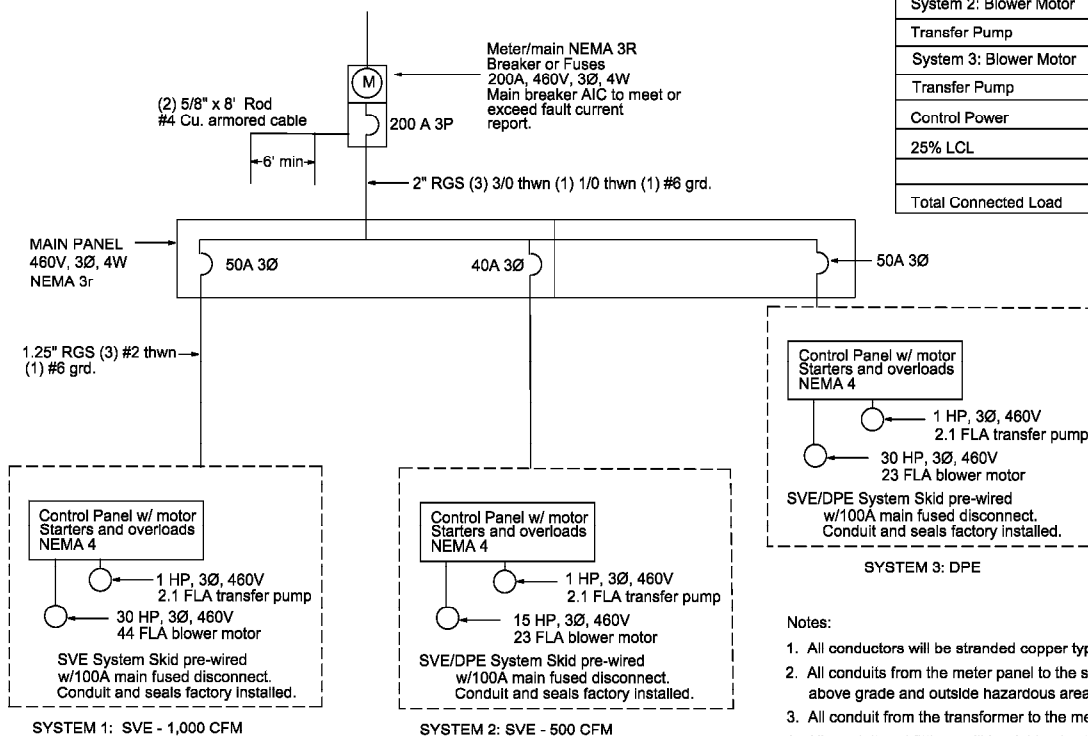 System 2: Blower Motor
Transfer Pump
System 3: Blower Motor
Transfer Pump
Control Power
25% LCL
Total Connected Load
M
Meter/main NEMA 3R
Breaker or Fuses
200A, 460V, 3Ø, 4W
Main breaker AIC to meet or
exceed fault current
report.
(2) 5/8" x 8' Rod
#4 Cu. armored cable
200 A 3P
6' min
2" RGS (3) 3/0 thwn (1) 1/0 thwn (1) #6 grd.
MAIN PANEL
460V, 3Ø, 4W
NEMA 3r
50A 3Ø
40A 3Ø
50A 3Ø
1.25" RGS (3) #2 thwn
(1) #6 grd.
Control Panel w/ motor
Starters and overloads
NEMA 4
1 HP, 3Ø, 460V
2.1 FLA transfer pump
30 HP, 3Ø, 460V
44 FLA blower motor
SVE System Skid pre-wired
w/100A main fused disconnect.
Conduit and seals factory installed.
SYSTEM 1: SVE - 1,000 CFM
Control Panel w/ motor
Starters and overloads
NEMA 4
1 HP, 3Ø, 460V
2.1 FLA transfer pump
15 HP, 3Ø, 460V
23 FLA blower motor
SVE/DPE System Skid pre-wired
w/100A main fused disconnect.
Conduit and seals factory installed.
SYSTEM 2: SVE - 500 CFM
Control Panel w/ motor
Starters and overloads
NEMA 4
1 HP, 3Ø, 460V
2.1 FLA transfer pump
30 HP, 3Ø, 460V
23 FLA blower motor
SVE/DPE System Skid pre-wired
w/100A main fused disconnect.
Conduit and seals factory installed.
SYSTEM 3: DPE
Notes:
1. All conductors will be stranded copper typ
2. All conduits from the meter panel to the s
above grade and outside hazardous area
3. All conduit from the transformer to the me